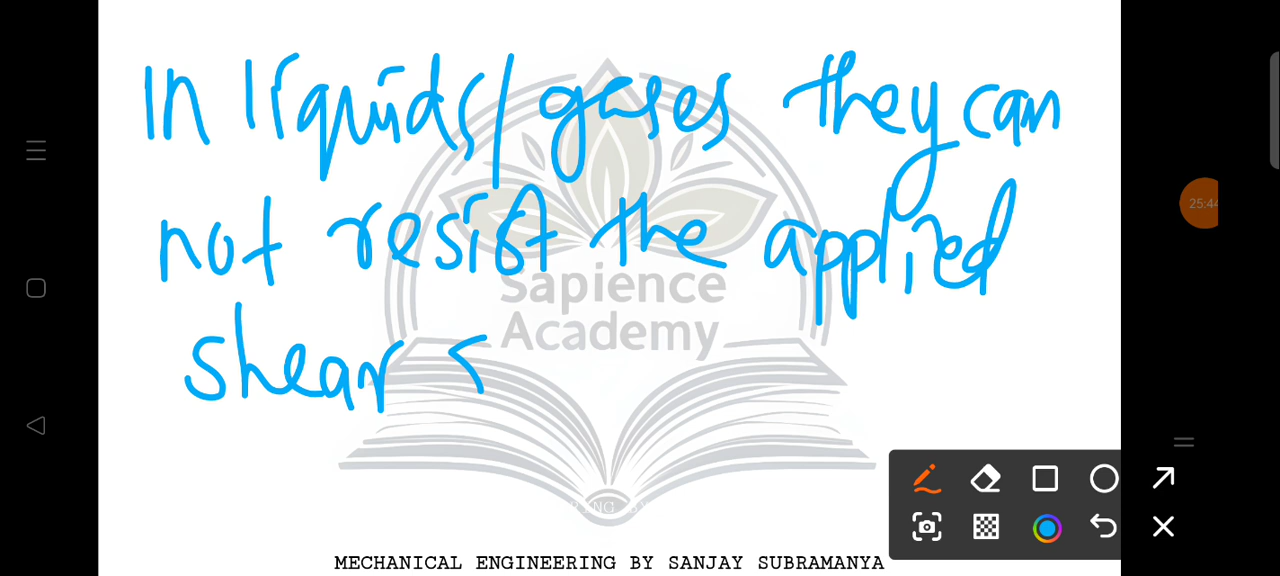 In liquids/gases they can
not resist the applied
shear s
Sapience
Academy
25:44
MECHANICAL ENGINEERING BY SANJAY SUBRAMANYA